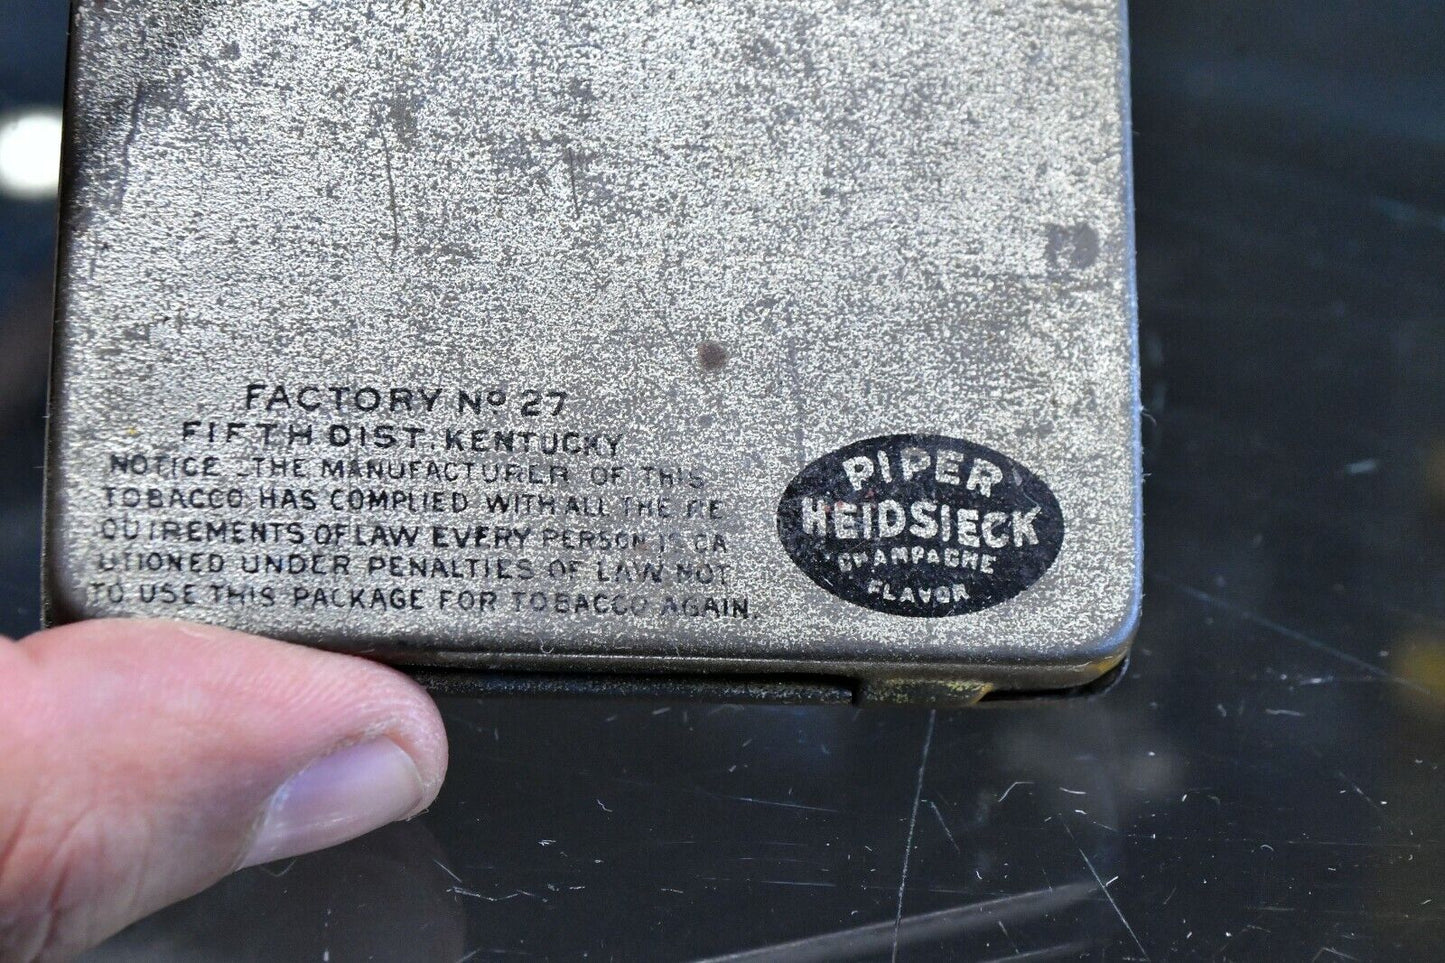 FACTORY Nº 27
FIFTH DIST. KENTUCKY
NOTICE - THE MANUFACTURER OF THIS
TOBACCO HAS COMPLIED WITH ALL THE RE
QUIREMENTS OF LAW EVERY PERSON IS CA
UTIONED UNDER PENALTIES OF LAW NOT
TO USE THIS PACKAGE FOR TOBACCO AGAIN.
PIPER
HEIDSIECK
CHAMPAGNE
FLAVOR